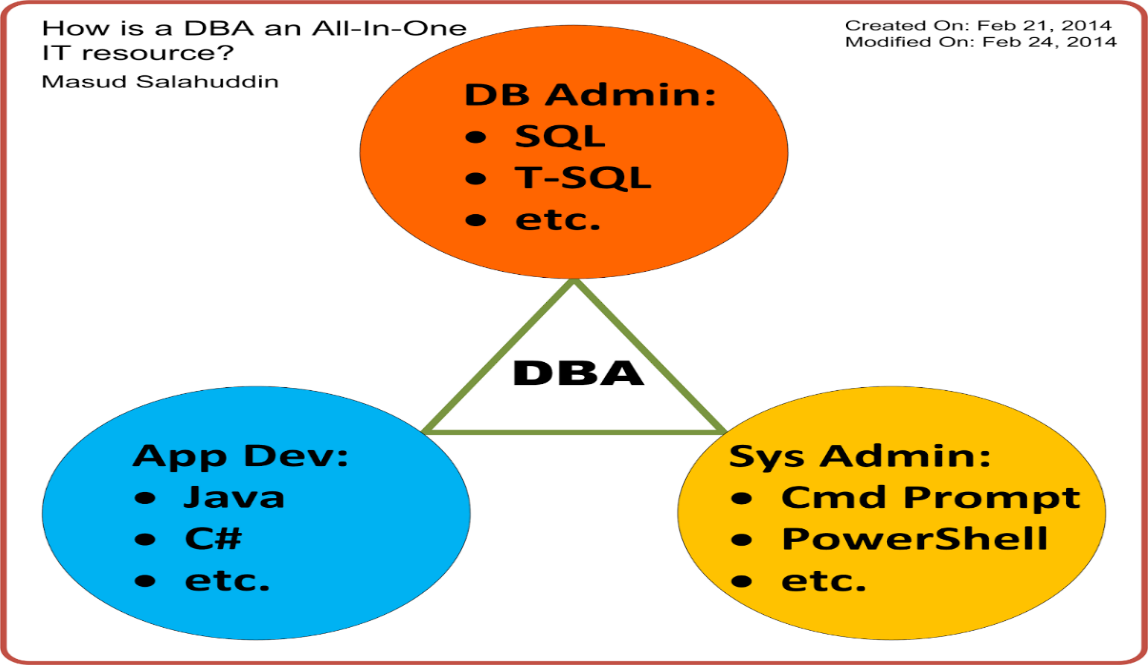 How is a DBA an All-In-One
IT resource?
Masud Salahuddin
Created On: Feb 21, 2014
Modified On: Feb 24, 2014
DB Admin:
• SQL
• T-SQL
• etc.
DBA
App Dev:
• Java
• C#
• etc.
Sys Admin:
• Cmd Prompt
• PowerShell
• etc.